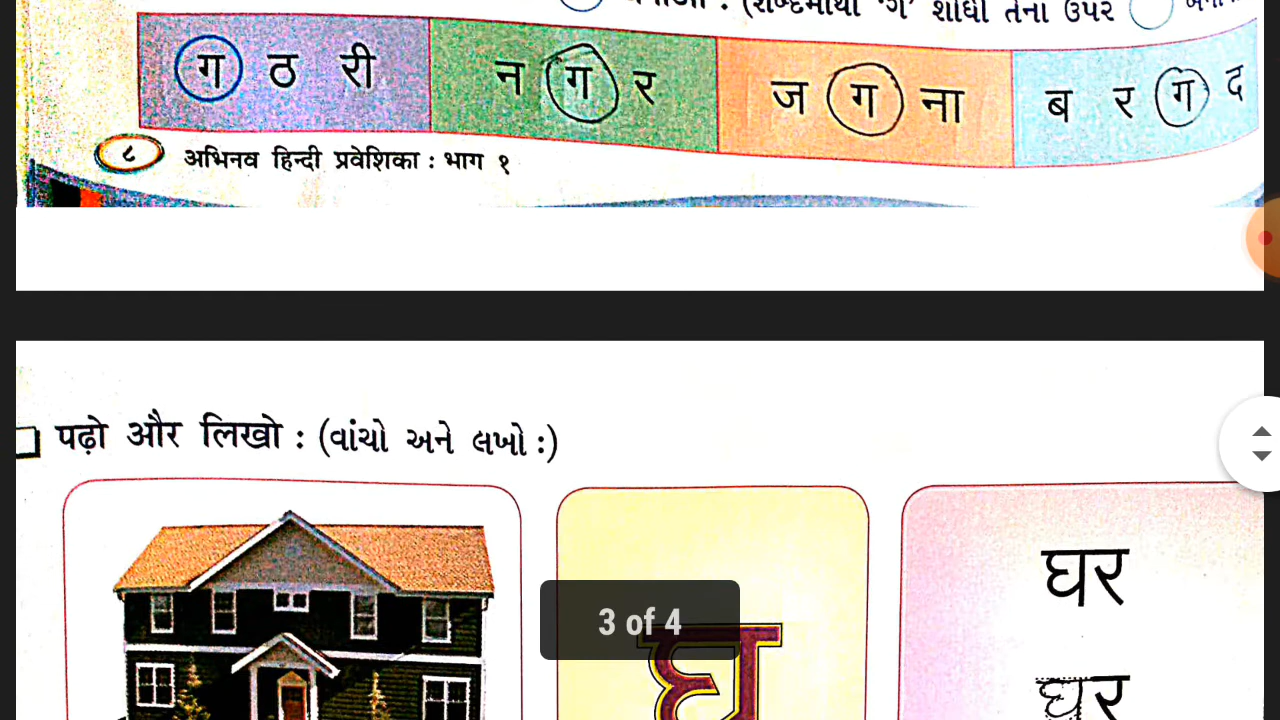 (શબ્દમાંથી 'ग' શોધી તેના ઉપર
ग ठ री न ग र ज ग ना ब र ग द
८ अभिनव हिन्दी प्रवेशिका : भाग १
पढ़ो और लिखो : (વાંચો અને લખો :)
घर
3 of 4
घ
घर